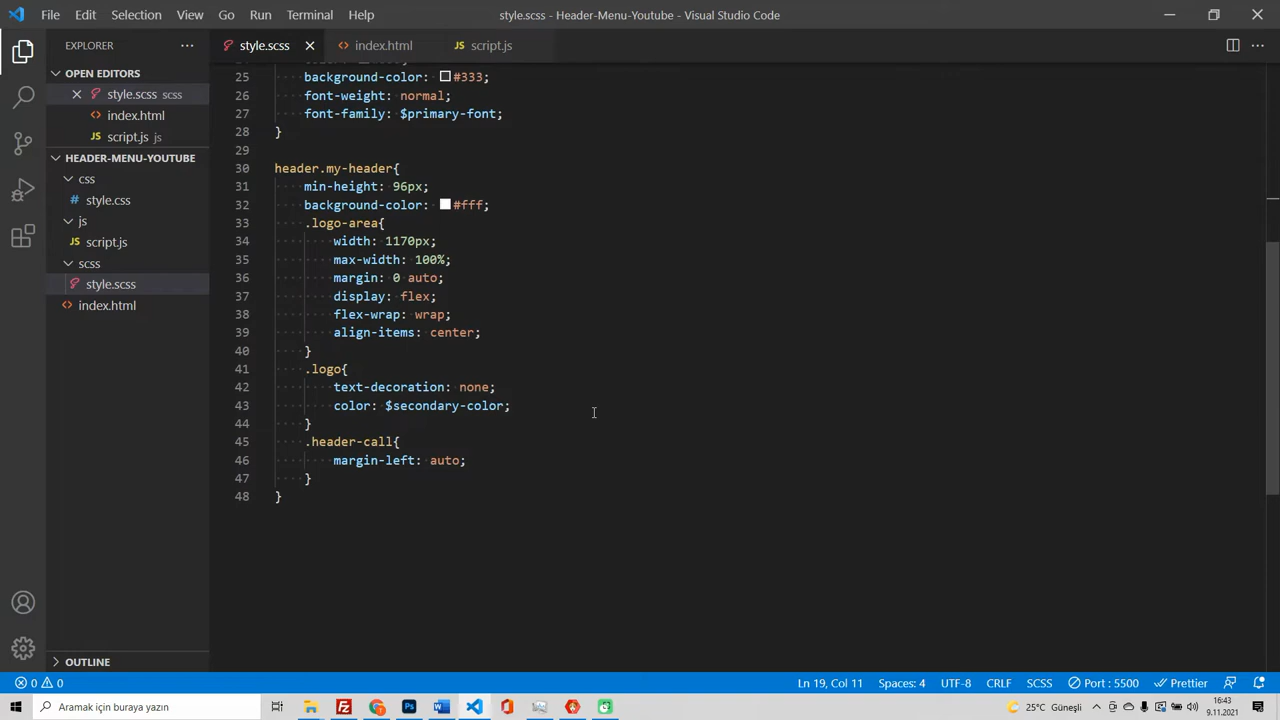 File Edit Selection View Go Run Terminal Help style.scss - Header-Menu-Youtube - Visual Studio Code
EXPLORER
OPEN EDITORS
style.scss scss
index.html
script.js js
HEADER-MENU-YOUTUBE
css
# style.css
js
JS script.js
scss
style.scss
<> index.html
OUTLINE
style.scss index.html JS script.js
25 background-color: #333;
26 font-weight: normal;
27 font-family: $primary-font;
28 }
29
30 header.my-header{
31 min-height: 96px;
32 background-color: #fff;
33 .logo-area{
34 width: 1170px;
35 max-width: 100%;
36 margin: 0 auto;
37 display: flex;
38 flex-wrap: wrap;
39 align-items: center;
40 }
41 .logo{
42 text-decoration: none;
43 color: $secondary-color;
44 }
45 .header-call{
46 margin-left: auto;
47 }
48 }
0 0 Ln 19, Col 11 Spaces: 4 UTF-8 CRLF SCSS Port : 5500 Prettier
Aramak için buraya yazın 25°C Güneşli 16:43
9.11.2021